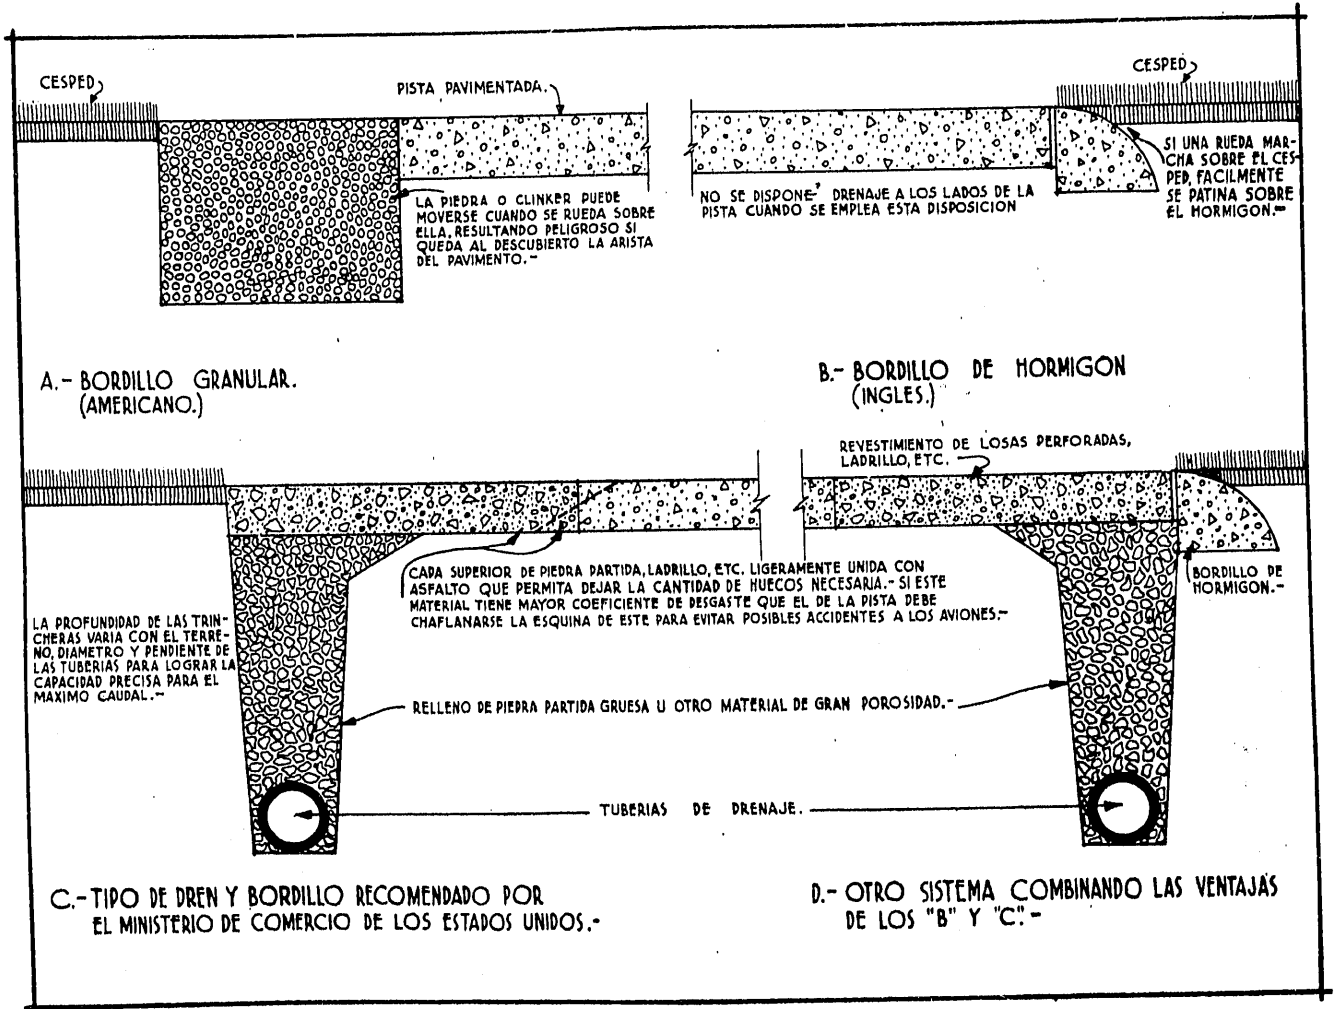 CESPED
PISTA PAVIMENTADA.
CESPED
LA PIEDRA O CLINKER PUEDE
MOVERSE CUANDO SE RUEDA SOBRE
ELLA, RESULTANDO PELIGROSO SI
QUEDA AL DESCUBIERTO LA ARISTA
DEL PAVIMENTO.-
NO SE DISPONE DRENAJE A LOS LADOS DE LA
PISTA CUANDO SE EMPLEA ESTA DISPOSICION
SI UNA RUEDA MAR-
CHA SOBRE EL CES-
PED, FACILMENTE
SE PATINA SOBRE
EL HORMIGON.-
A.- BORDILLO GRANULAR.
(AMERICANO.)
B.- BORDILLO DE HORMIGON
(INGLES.)
REVESTIMIENTO DE LOSAS PERFORADAS,
LADRILLO, ETC.
CAPA SUPERIOR DE PIEDRA PARTIDA, LADRILLO, ETC. LIGERAMENTE UNIDA CON
ASFALTO QUE PERMITA DEJAR LA CANTIDAD DE HUECOS NECESARIA.- SI ESTE
MATERIAL TIENE MAYOR COEFICIENTE DE DESGASTE QUE EL DE LA PISTA DEBE
CHAFLANARSE LA ESQUINA DE ESTE PARA EVITAR POSIBLES ACCIDENTES A LOS AVIONES.-
BORDILLO DE
HORMIGON.-
LA PROFUNDIDAD DE LAS TRIN-
CHERAS VARIA CON EL TERRE-
NO, DIAMETRO Y PENDIENTE DE
LAS TUBERIAS PARA LOGRAR LA
CAPACIDAD PRECISA PARA EL
MAXIMO CAUDAL.-
RELLENO DE PIEDRA PARTIDA GRUESA U OTRO MATERIAL DE GRAN POROSIDAD.-
TUBERIAS DE DRENAJE.
C.- TIPO DE DREN Y BORDILLO RECOMENDADO POR
EL MINISTERIO DE COMERCIO DE LOS ESTADOS UNIDOS.-
D.- OTRO SISTEMA COMBINANDO LAS VENTAJAS
DE LOS "B" Y "C".-